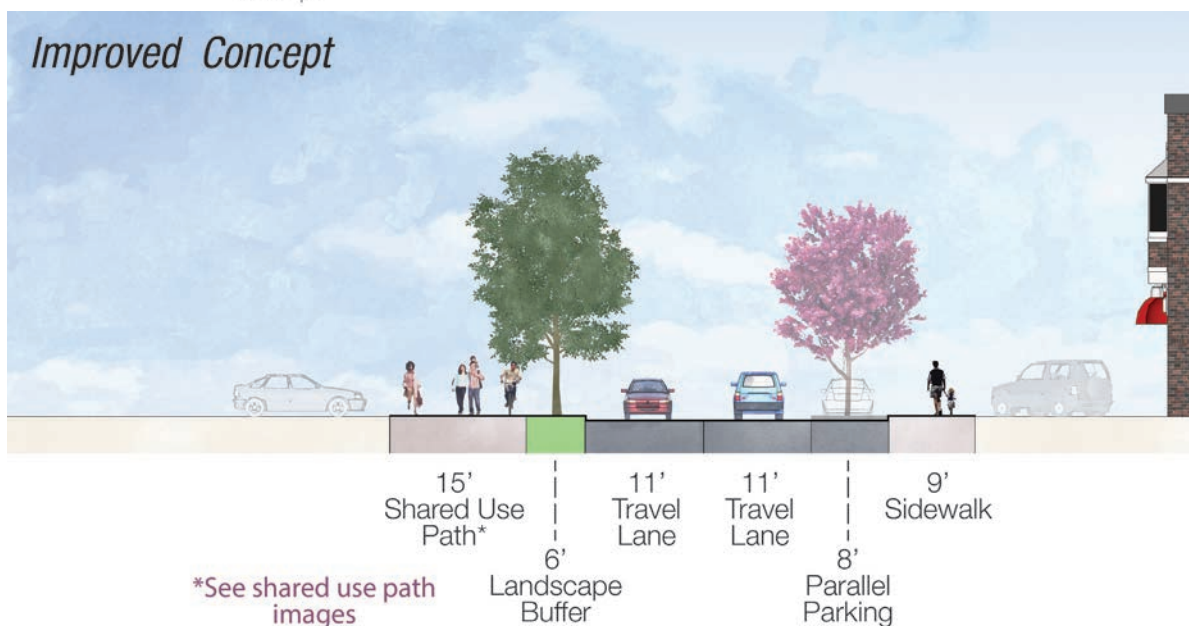 Improved Concept
15'
Shared Use
Path*
6'
Landscape
Buffer
11'
Travel
Lane
11'
Travel
Lane
8'
Parallel
Parking
9'
Sidewalk
*See shared use path
images